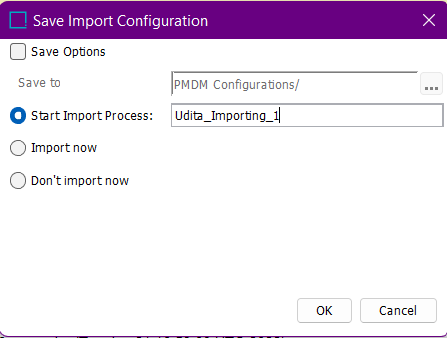 Save Import Configuration
Save Options
Save to PMDM Configurations/ ...
Start Import Process: Udita_Importing_1
Import now
Don't import now
OK Cancel